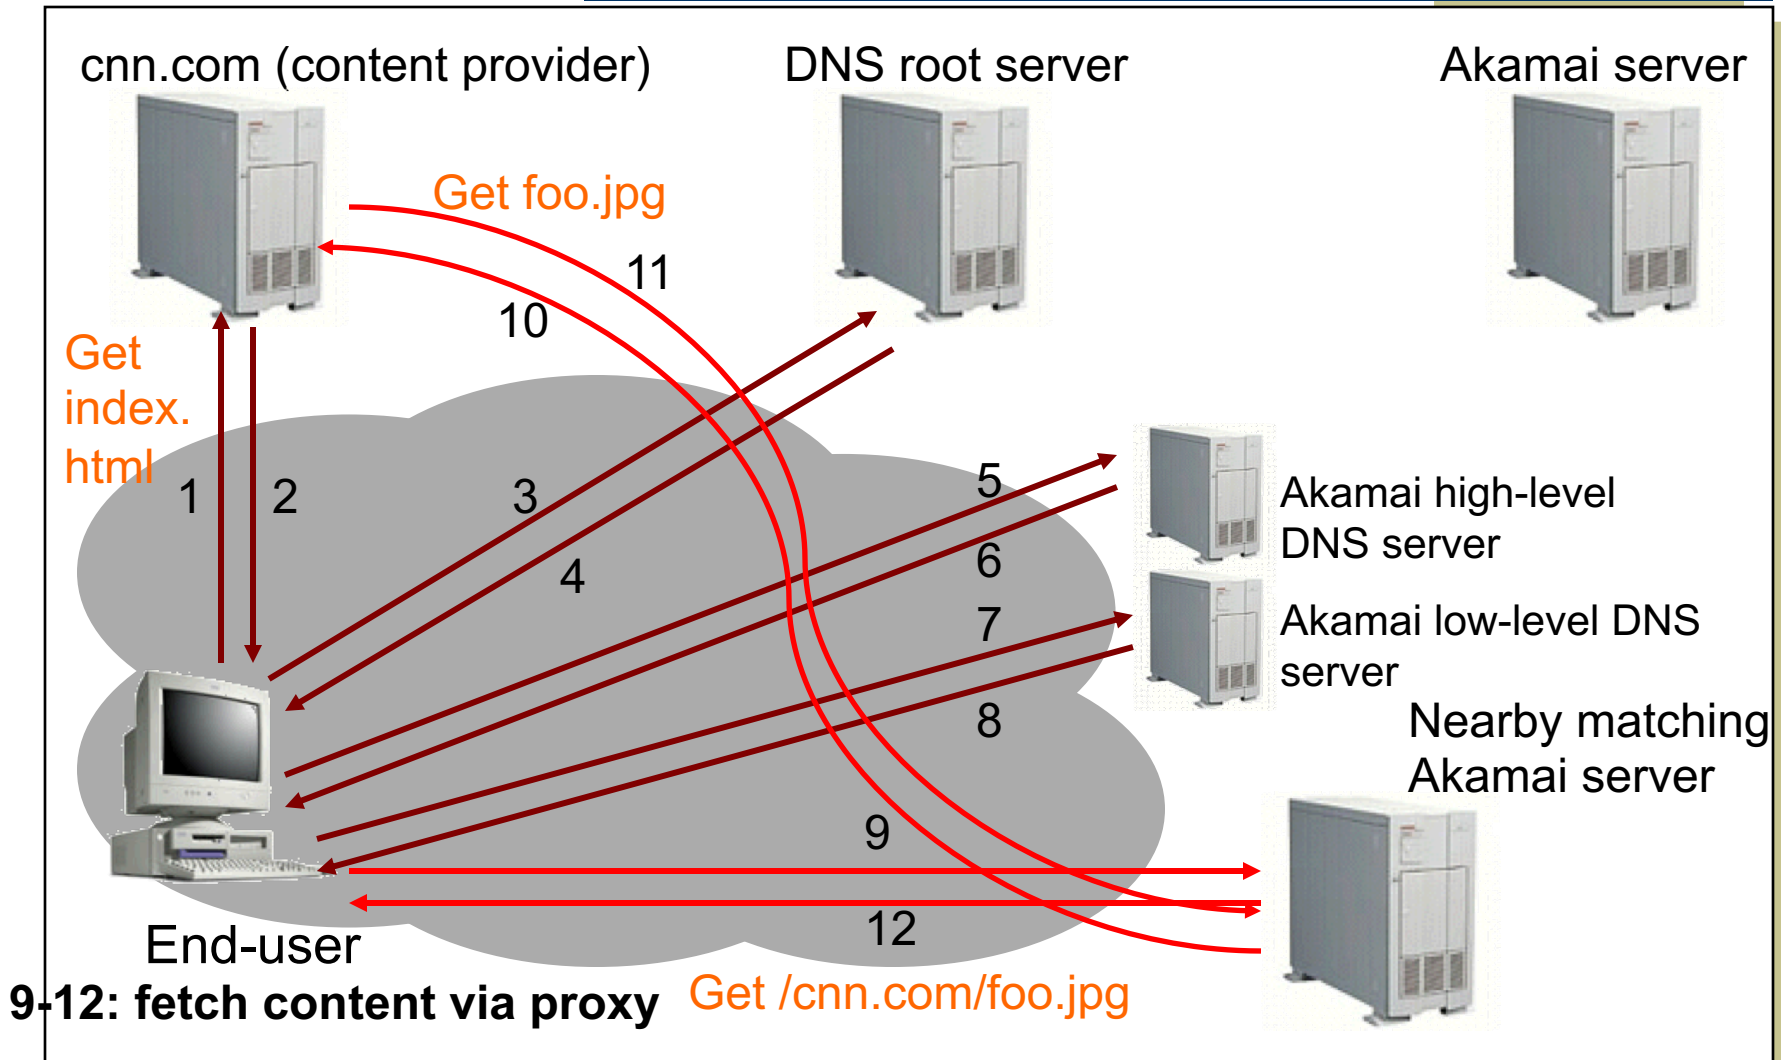 cnn.com (content provider)
DNS root server
Akamai server
Get foo.jpg
11
10
Get
index.
html
1
2
3
4
5
6
7
8
Akamai high-level
DNS server
Akamai low-level DNS
server
Nearby matching
Akamai server
9
12
End-user
9-12: fetch content via proxy
Get /cnn.com/foo.jpg